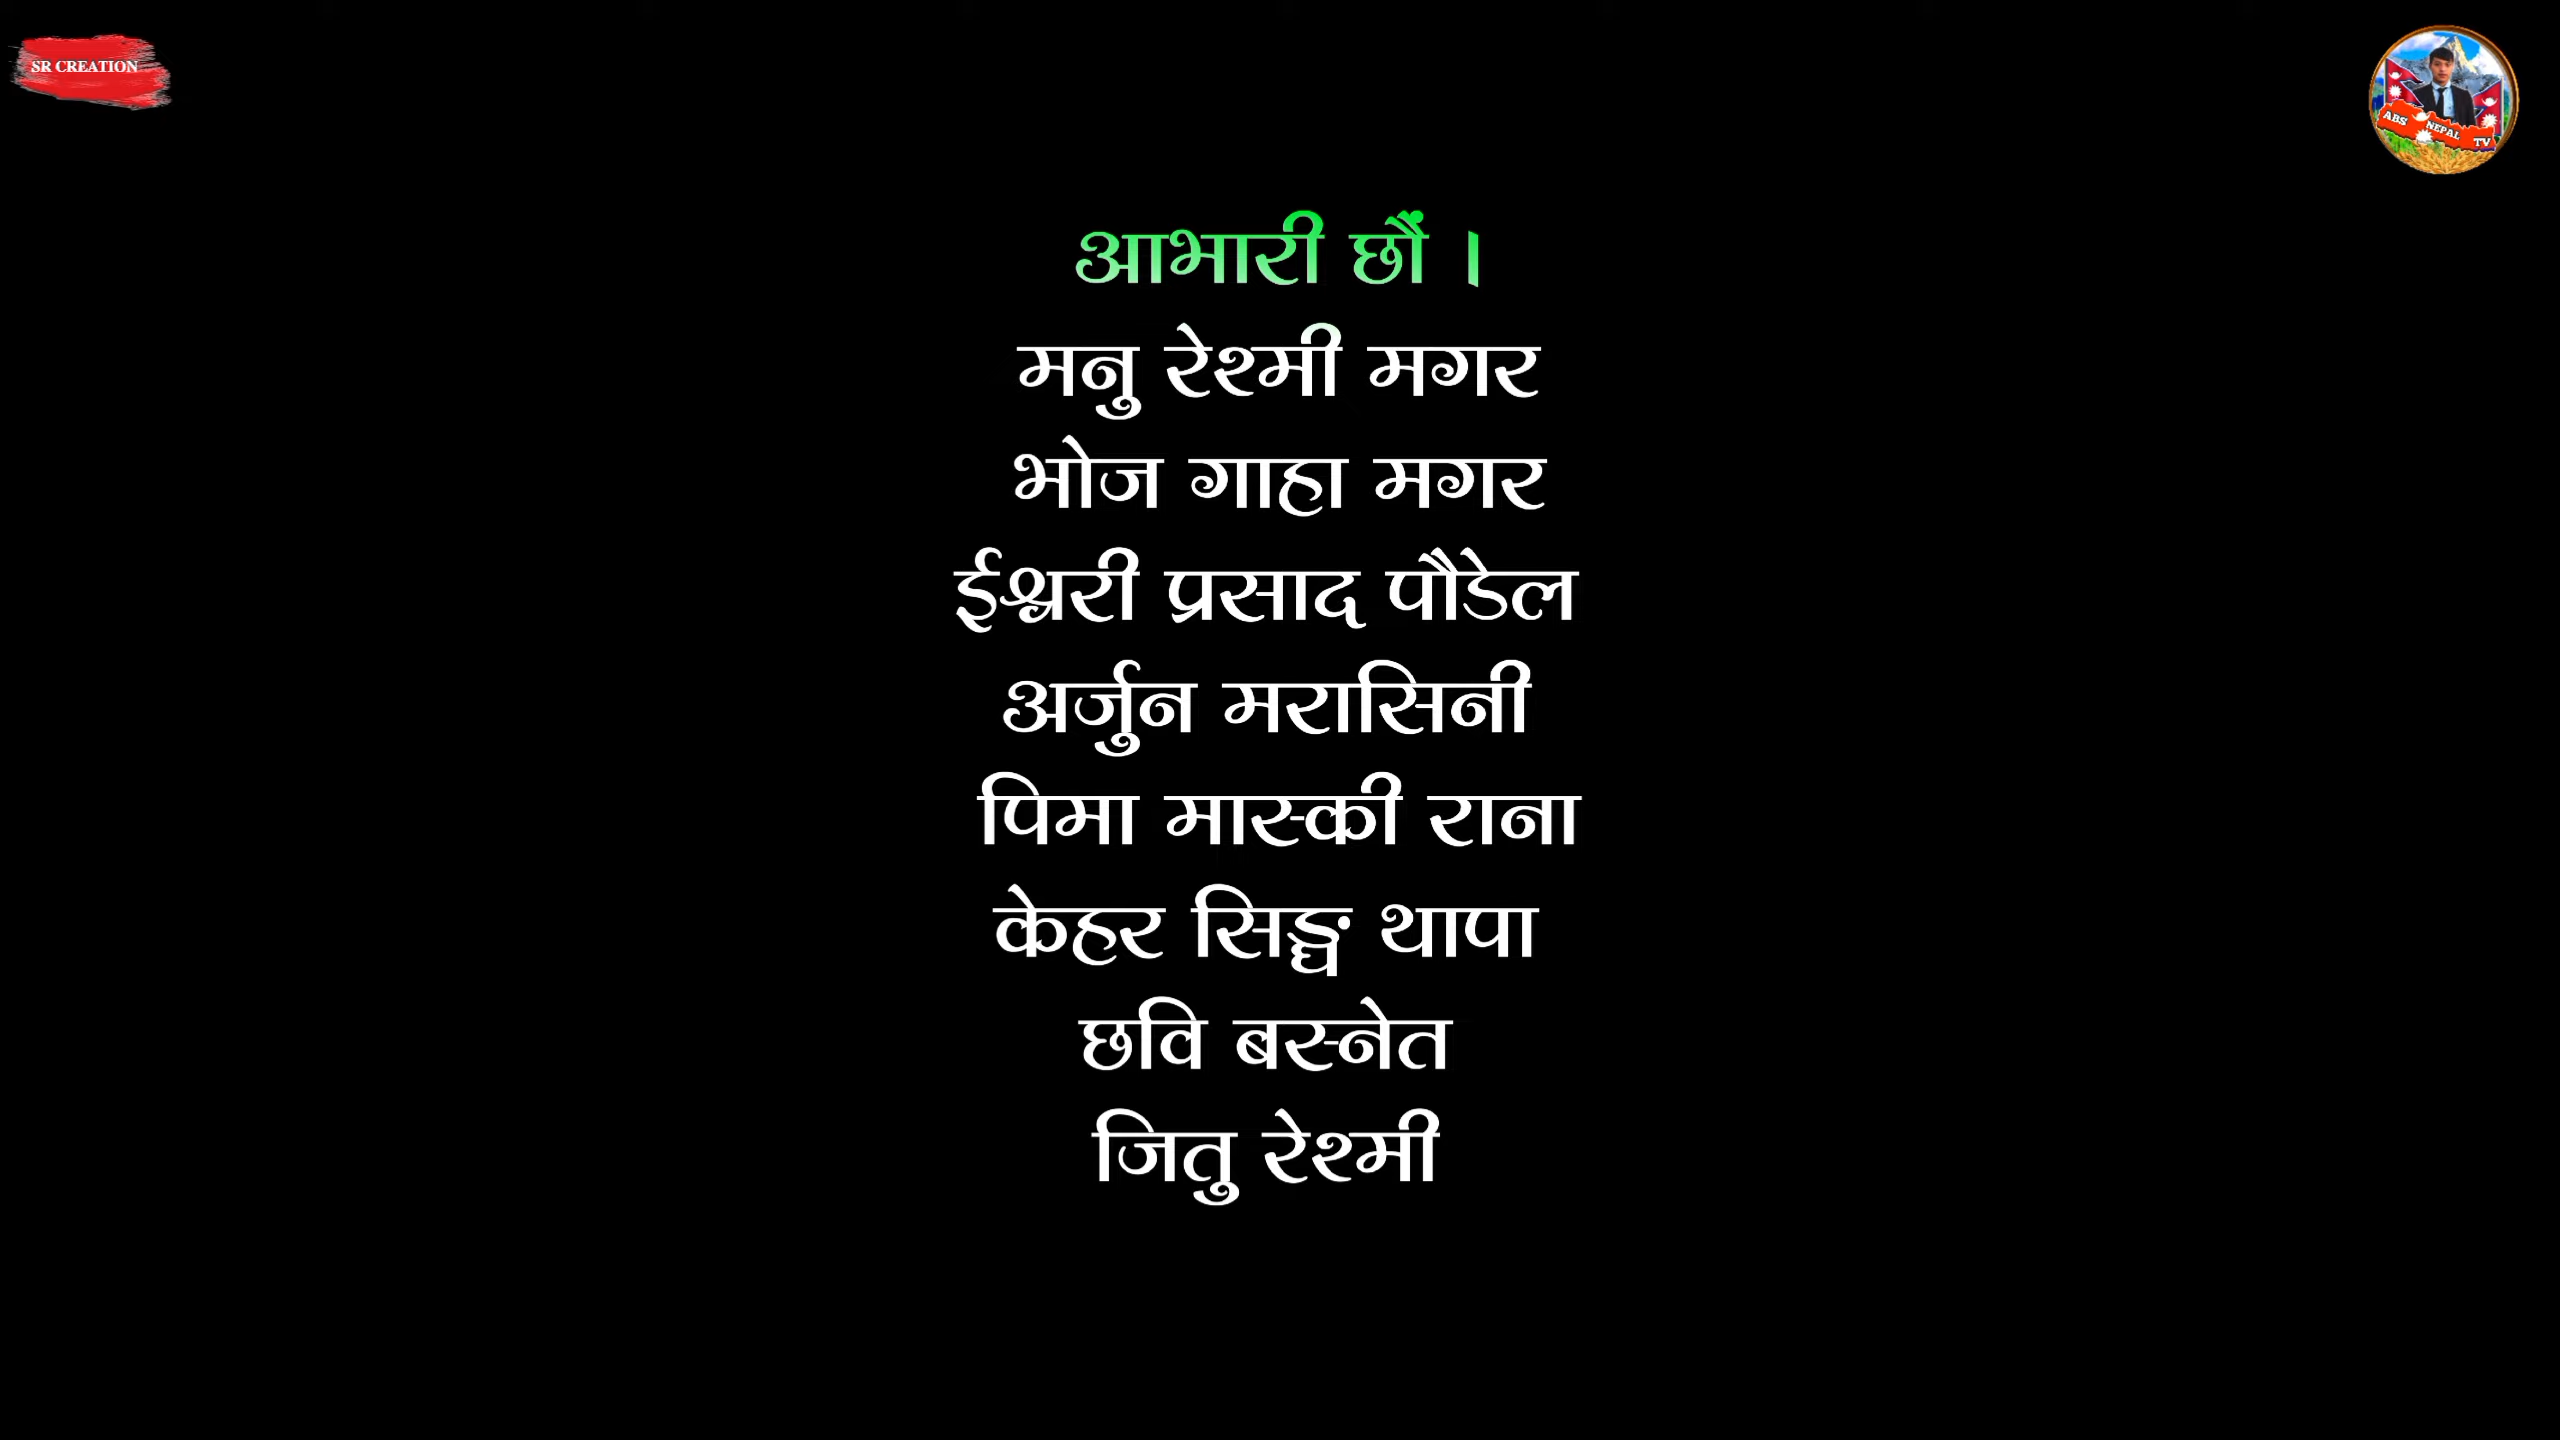 SR CREATION
ABS NEPAL TV
आभारी छौं ।
मनु रेश्मी मगर
भोज गाहा मगर
ईश्वरी प्रसाद पौडेल
अर्जुन मरासिनी
पिमा मास्की राना
केहर सिङ्घ थापा
छवि बस्नेत
जितु रेश्मी